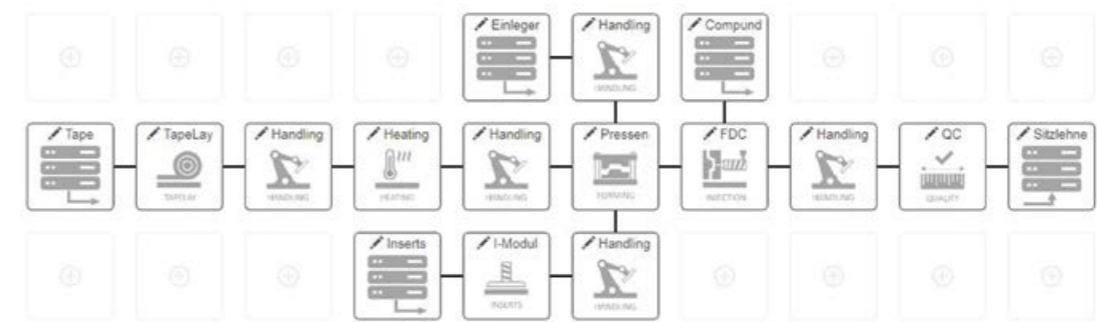 Einleger
Handling
HANDLING
Compund
Tape
TapeLay
TAPELAY
Handling
HANDLING
Heating
HEATING
Handling
HANDLING
Pressen
FORMING
FDC
INJECTION
Handling
HANDLING
QC
QUALITY
Sitzlehne
Inserts
I-Modul
INSERTS
Handling
HANDLING